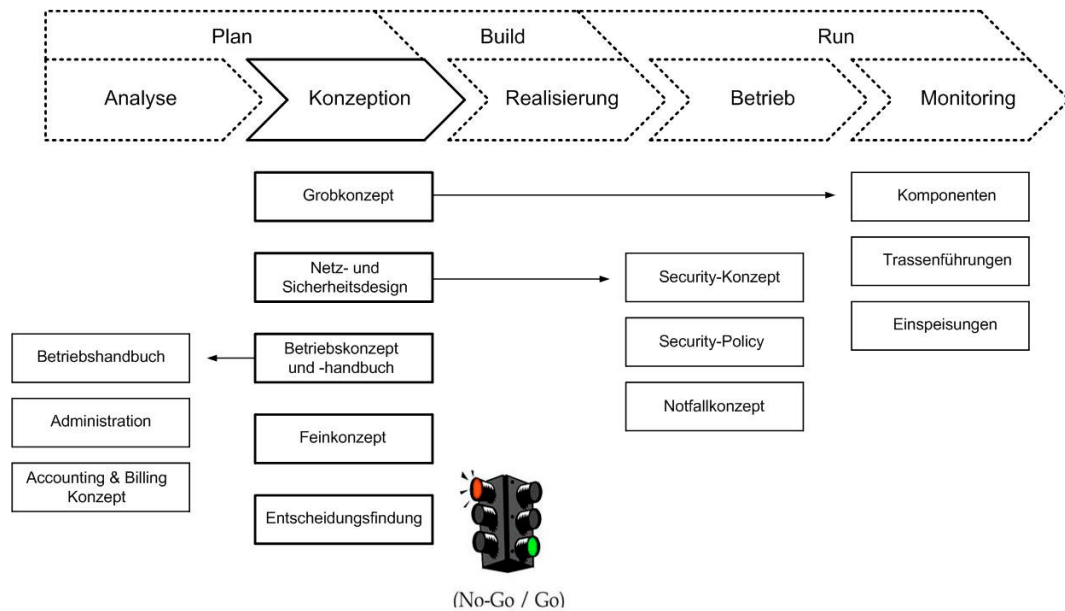 Plan
Build
Run
Analyse
Konzeption
Realisierung
Betrieb
Monitoring
Grobkonzept
Komponenten
Netz- und
Sicherheitsdesign
Security-Konzept
Trassenführungen
Betriebskonzept
und -handbuch
Betriebshandbuch
Security-Policy
Einspeisungen
Administration
Feinkonzept
Notfallkonzept
Accounting & Billing
Konzept
Entscheidungsfindung
(No-Go / Go)